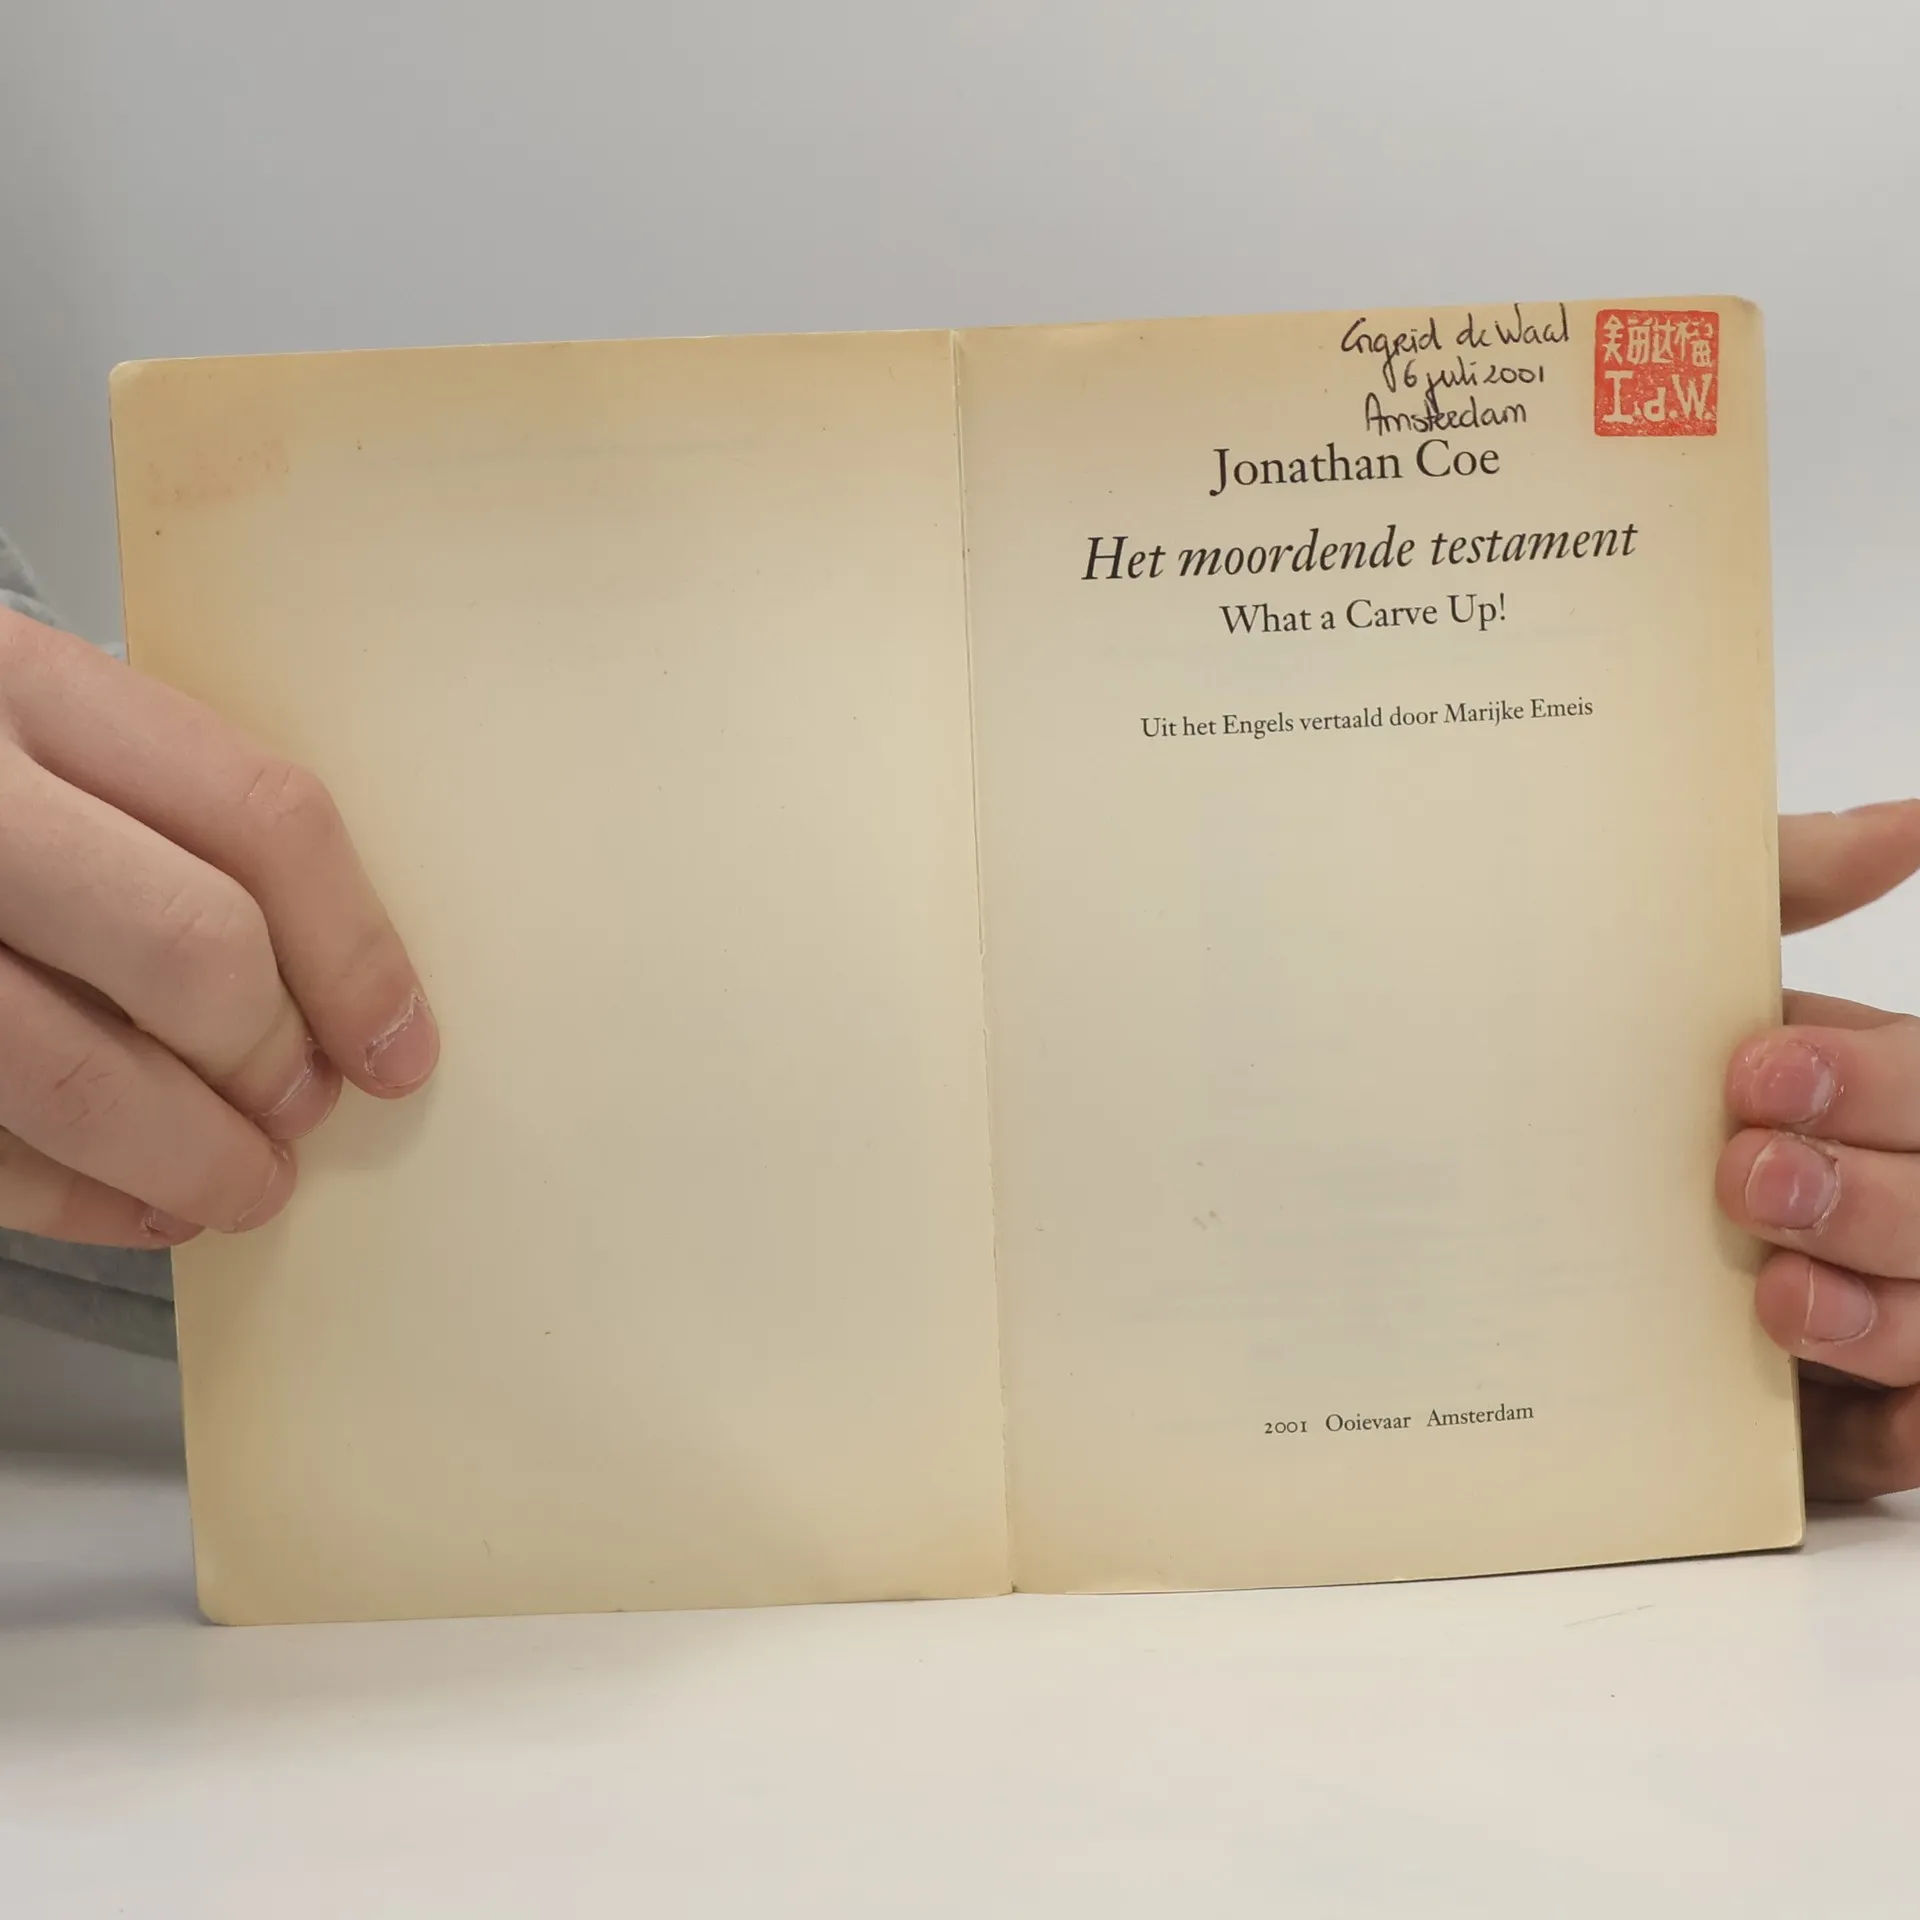 Ingrid de Waal
6 juli 2001
Amsterdam
I.d.W.
Jonathan Coe
Het moordende testament
What a Carve Up!
Uit het Engels vertaald door Marijke Emeis
2001 Ooievaar Amsterdam